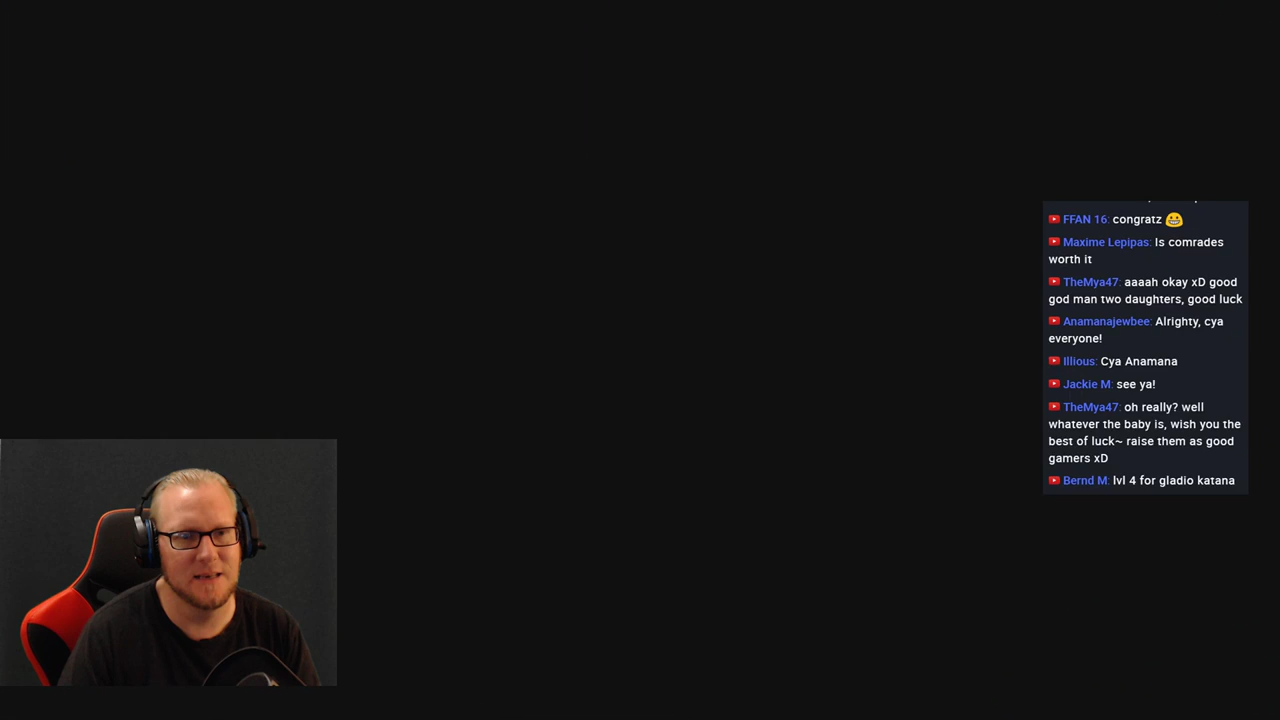 FFAN 16: congratz
Maxime Lepipas: Is comrades
worth it
TheMya47: aaaah okay xD good
god man two daughters, good luck
Anamanajewbee: Alrighty, cya
everyone!
Illious: Cya Anamana
Jackie M: see ya!
TheMya47: oh really? well
whatever the baby is, wish you the
best of luck~ raise them as good
gamers xD
Bernd M: lvl 4 for gladio katana